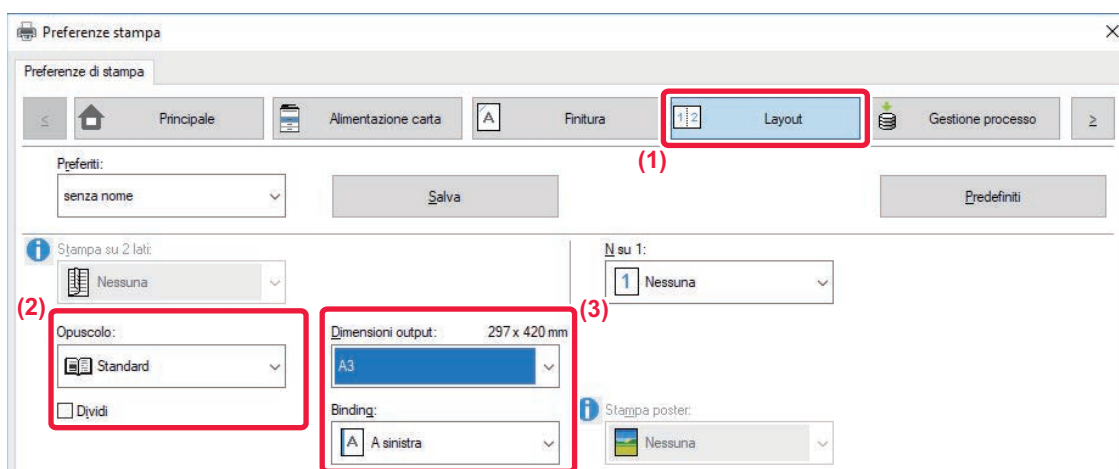 Preferenze stampa
Preferenze di stampa
< Principale Alimentazione carta A Finitura 1 2 Layout Gestione processo >
(1)
Preferiti:
senza nome Salva Predefiniti
Stampa su 2 lati: N su 1:
Nessuna 1 Nessuna
(2) (3)
Opuscolo: Dimensioni output: 297 x 420 mm
Standard A3
Dividi Binding: Stampa poster:
A A sinistra Nessuna